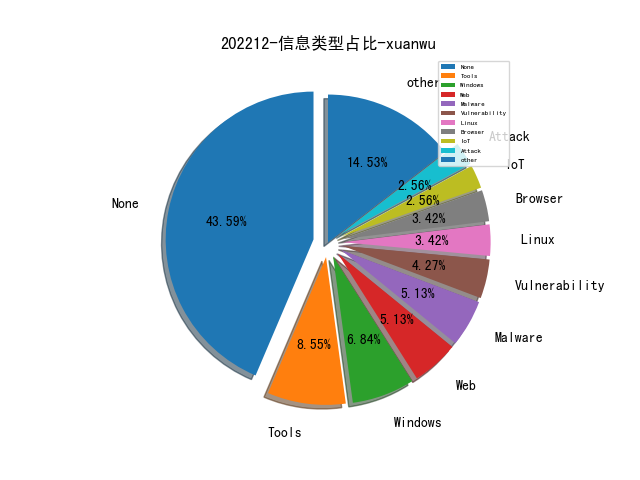 202212-信息类型占比-xuanwu
None
Tools
Windows
Web
Malware
Vulnerability
Linux
Browser
IoT
Attack
other
other
Attack
IoT
Browser
Linux
Vulnerability
Malware
Web
Windows
Tools
None
14.53%
2.56%
2.56%
3.42%
3.42%
4.27%
5.13%
5.13%
6.84%
8.55%
43.59%